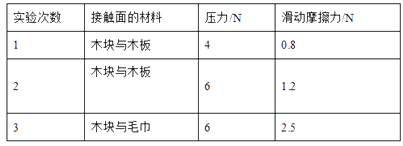 实验次数 接触面的材料 压力/N 滑动摩擦力/N
1 木块与木板 4 0.8
2 木块与木板 6 1.2
3 木块与毛巾 6 2.5